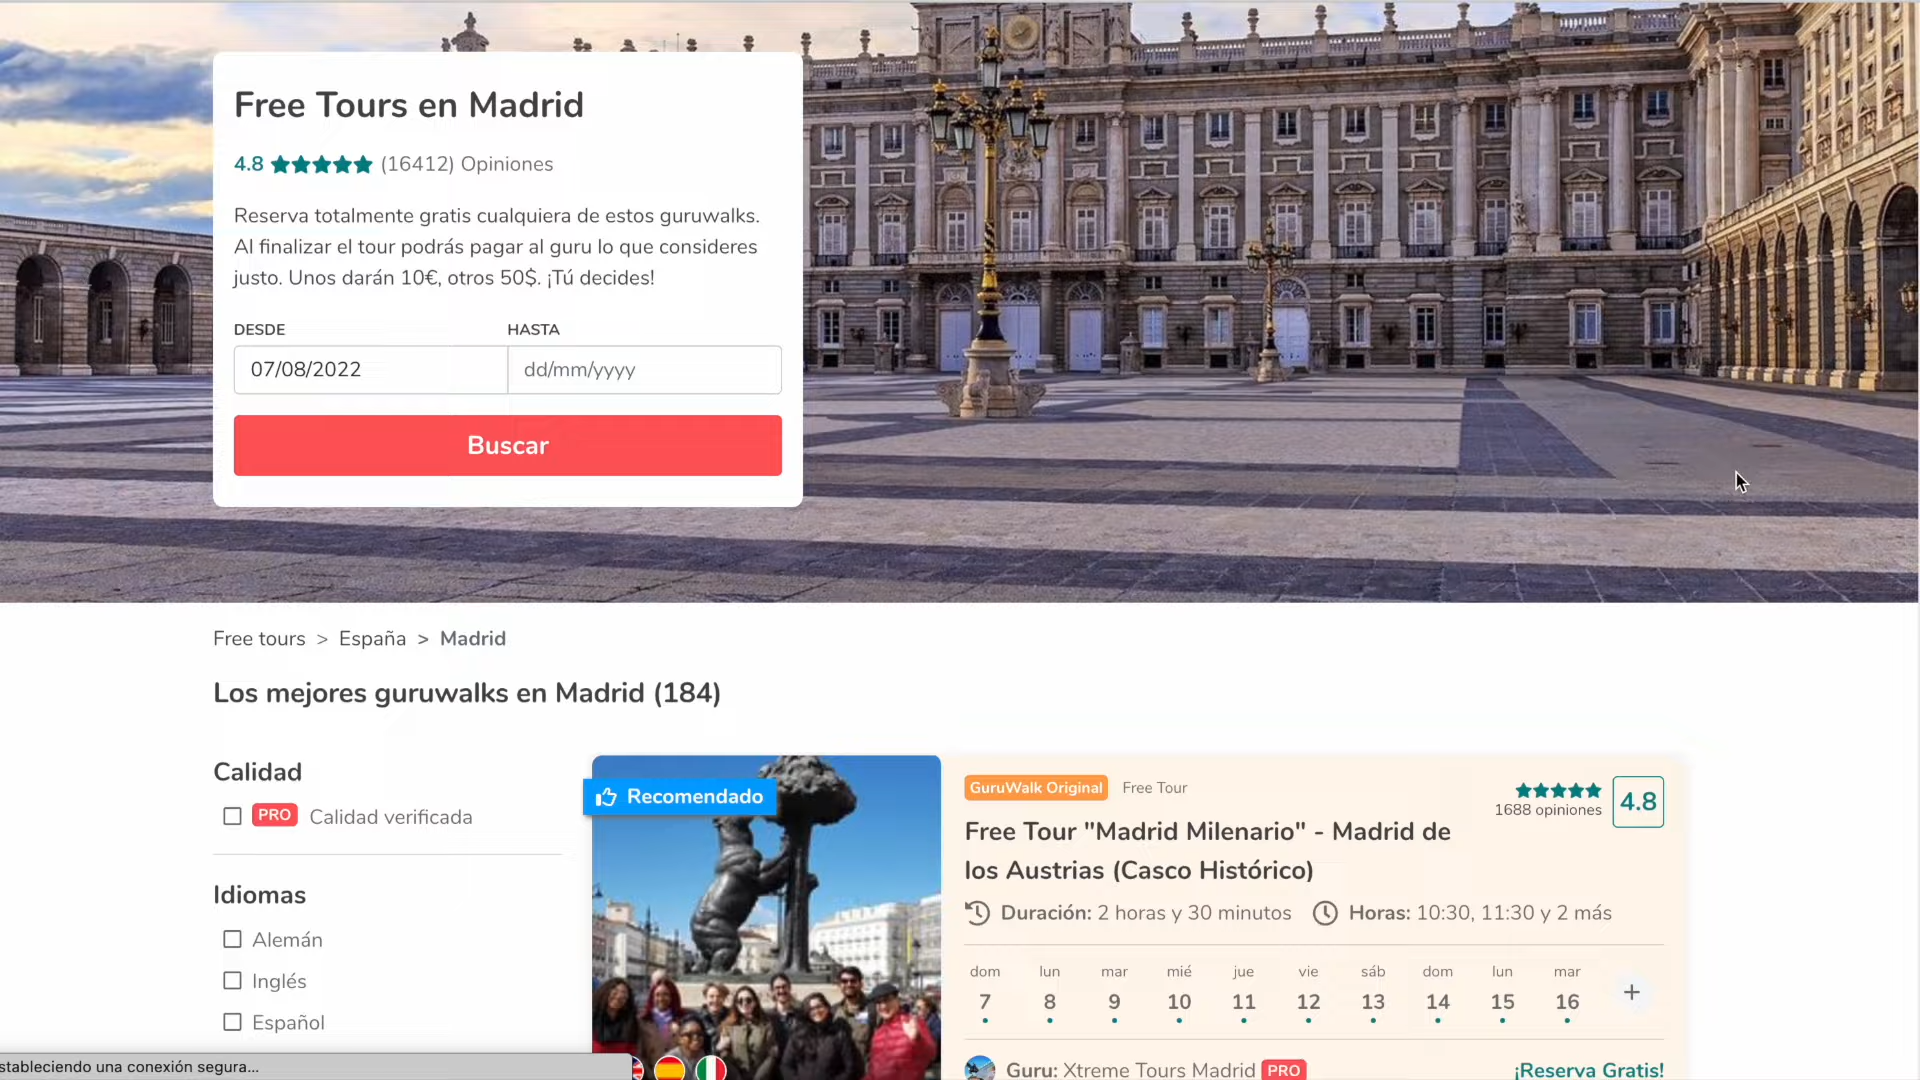 Free Tours en Madrid
4.8 (16412) Opiniones
Reserva totalmente gratis cualquiera de estos guruwalks.
Al finalizar el tour podrás pagar al guru lo que consideres
justo. Unos darán 10€, otros 50$. ¡Tú decides!
DESDE HASTA
07/08/2022 dd/mm/yyyy
Buscar
Free tours > España > Madrid
Los mejores guruwalks en Madrid (184)
Calidad
PRO Calidad verificada
Idiomas
Alemán
Inglés
Español
stableciendo una conexión segura...
Recomendado
GuruWalk Original Free Tour
1688 opiniones 4.8
Free Tour "Madrid Milenario" - Madrid de
los Austrias (Casco Histórico)
Duración: 2 horas y 30 minutos Horas: 10:30, 11:30 y 2 más
dom lun mar mié jue vie sáb dom lun mar
7 8 9 10 11 12 13 14 15 16 +
Guru: Xtreme Tours Madrid PRO ¡Reserva Gratis!